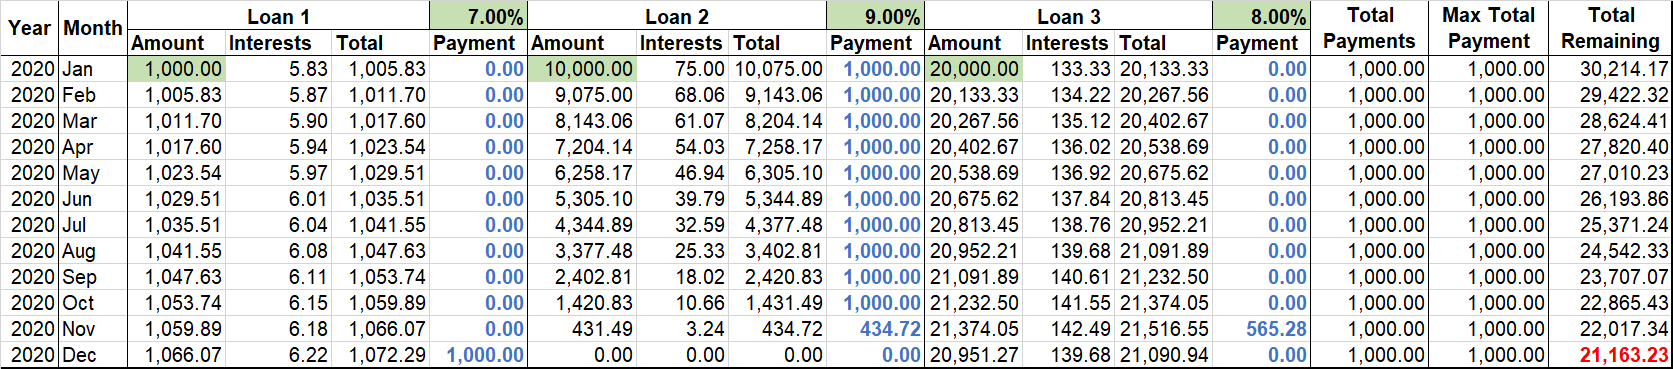 Year Month Loan 1 7.00% Loan 2 9.00% Loan 3 8.00% Total Payments Max Total Payment Total Remaining
Amount Interests Total Payment Amount Interests Total Payment Amount Interests Total Payment
2020 Jan 1,000.00 5.83 1,005.83 0.00 10,000.00 75.00 10,075.00 1,000.00 20,000.00 133.33 20,133.33 0.00 1,000.00 1,000.00 30,214.17
2020 Feb 1,005.83 5.87 1,011.70 0.00 9,075.00 68.06 9,143.06 1,000.00 20,133.33 134.22 20,267.56 0.00 1,000.00 1,000.00 29,422.32
2020 Mar 1,011.70 5.90 1,017.60 0.00 8,143.06 61.07 8,204.14 1,000.00 20,267.56 135.12 20,402.67 0.00 1,000.00 1,000.00 28,624.41
2020 Apr 1,017.60 5.94 1,023.54 0.00 7,204.14 54.03 7,258.17 1,000.00 20,402.67 136.02 20,538.69 0.00 1,000.00 1,000.00 27,820.40
2020 May 1,023.54 5.97 1,029.51 0.00 6,258.17 46.94 6,305.10 1,000.00 20,538.69 136.92 20,675.62 0.00 1,000.00 1,000.00 27,010.23
2020 Jun 1,029.51 6.01 1,035.51 0.00 5,305.10 39.79 5,344.89 1,000.00 20,675.62 137.84 20,813.45 0.00 1,000.00 1,000.00 26,193.86
2020 Jul 1,035.51 6.04 1,041.55 0.00 4,344.89 32.59 4,377.48 1,000.00 20,813.45 138.76 20,952.21 0.00 1,000.00 1,000.00 25,371.24
2020 Aug 1,041.55 6.08 1,047.63 0.00 3,377.48 25.33 3,402.81 1,000.00 20,952.21 139.68 21,091.89 0.00 1,000.00 1,000.00 24,542.33
2020 Sep 1,047.63 6.11 1,053.74 0.00 2,402.81 18.02 2,420.83 1,000.00 21,091.89 140.61 21,232.50 0.00 1,000.00 1,000.00 23,707.07
2020 Oct 1,053.74 6.15 1,059.89 0.00 1,420.83 10.66 1,431.49 1,000.00 21,232.50 141.55 21,374.05 0.00 1,000.00 1,000.00 22,865.43
2020 Nov 1,059.89 6.18 1,066.07 0.00 431.49 3.24 434.72 434.72 21,374.05 142.49 21,516.55 565.28 1,000.00 1,000.00 22,017.34
2020 Dec 1,066.07 6.22 1,072.29 1,000.00 0.00 0.00 0.00 0.00 20,951.27 139.68 21,090.94 0.00 1,000.00 1,000.00 21,163.23